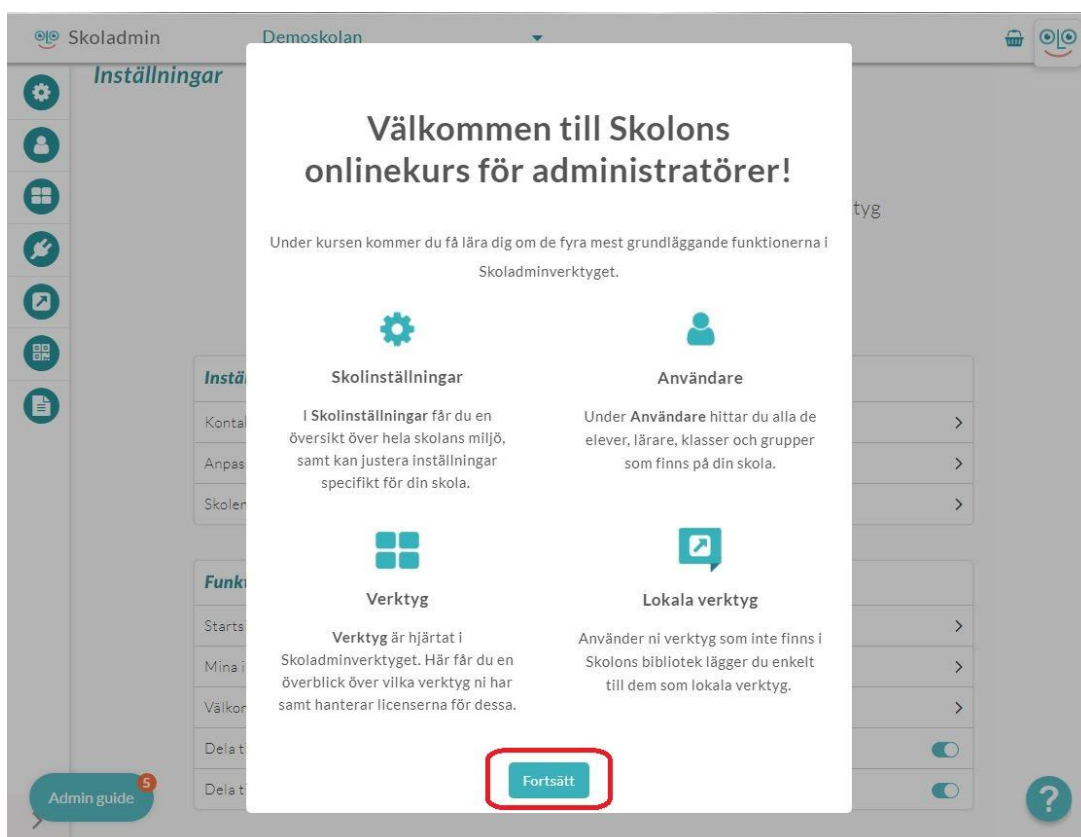 Skoladmin
Demoskolan
Inställningar
Välkommen till Skolons
onlinekurs för administratörer!
tyg
Under kursen kommer du få lära dig om de fyra mest grundläggande funktionerna i
Skoladminverktyget.
Skolinställningar
Användare
I Skolinställningar får du en
översikt över hela skolans miljö,
samt kan justera inställningar
specifikt för din skola.
Under Användare hittar du alla de
elever, lärare, klasser och grupper
som finns på din skola.
Verktyg
Lokala verktyg
Verktyg är hjärtat i
Skoladminverktyget. Här får du en
överblick över vilka verktyg ni har
samt hanterar licenserna för dessa.
Använder ni verktyg som inte finns i
Skolons bibliotek lägger du enkelt
till dem som lokala verktyg.
Fortsätt
Instä
Konta
Anpas
Skolen
Funkt
Starts
Mina i
Välkor
Dela t
Dela t
Admin guide
5
?